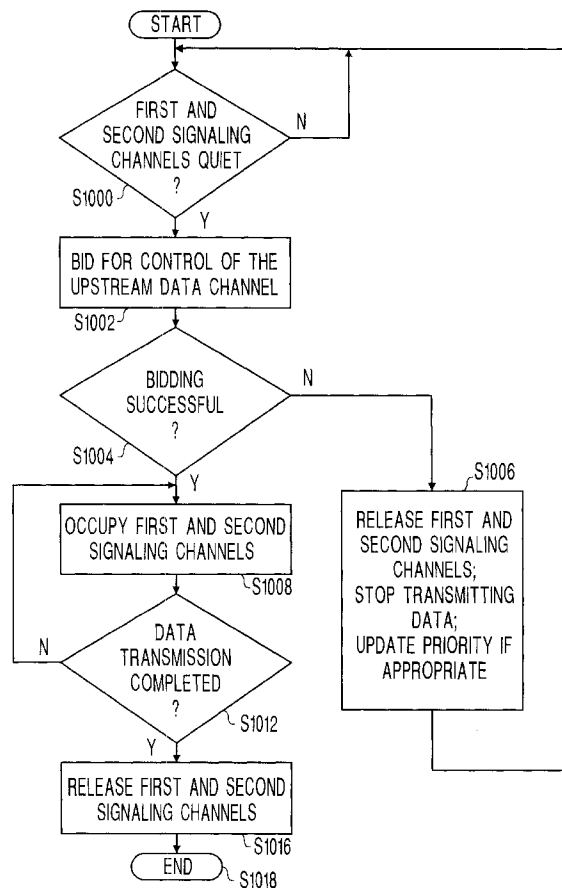 START
FIRST AND
SECOND SIGNALING
CHANNELS QUIET
?
N
S1000
Y
BID FOR CONTROL OF THE
UPSTREAM DATA CHANNEL
S1002
BIDDING
SUCCESSFUL
?
N
S1004
Y
S1006
RELEASE FIRST AND
SECOND SIGNALING
CHANNELS;
STOP TRANSMITTING
DATA;
UPDATE PRIORITY IF
APPROPRIATE
OCCUPY FIRST AND SECOND
SIGNALING CHANNELS
S1008
N
DATA
TRANSMISSION
COMPLETED
?
S1012
Y
RELEASE FIRST AND SECOND
SIGNALING CHANNELS
S1016
END
S1018